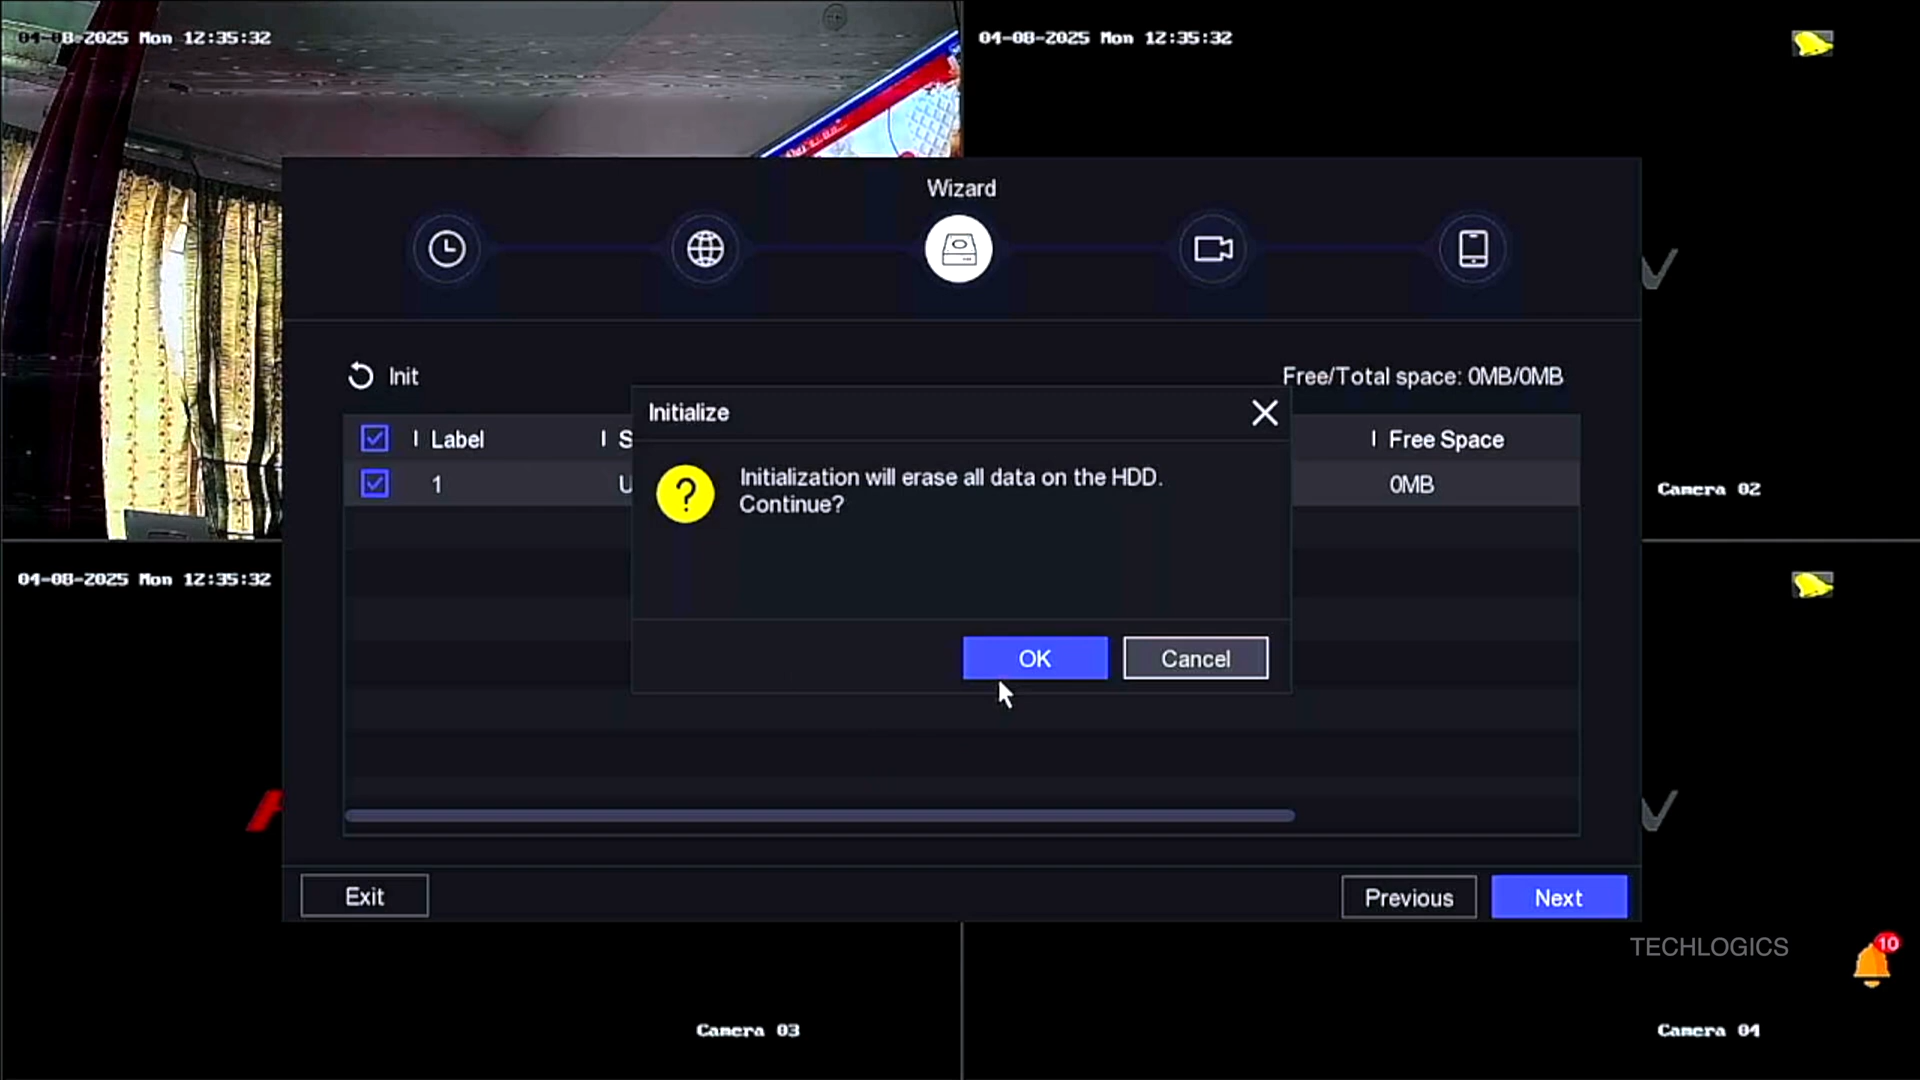 04-08-2025 Mon 12:35:32
04-08-2025 Mon 12:35:32
Wizard
Init
Free/Total space: 0MB/0MB
Initialize
Label
S
Free Space
Initialization will erase all data on the HDD.
Continue?
1
U
0MB
Camera 02
04-08-2025 Mon 12:35:32
OK
Cancel
Exit
Previous
Next
TECHLOGICS
10
Camera 03
Camera 04